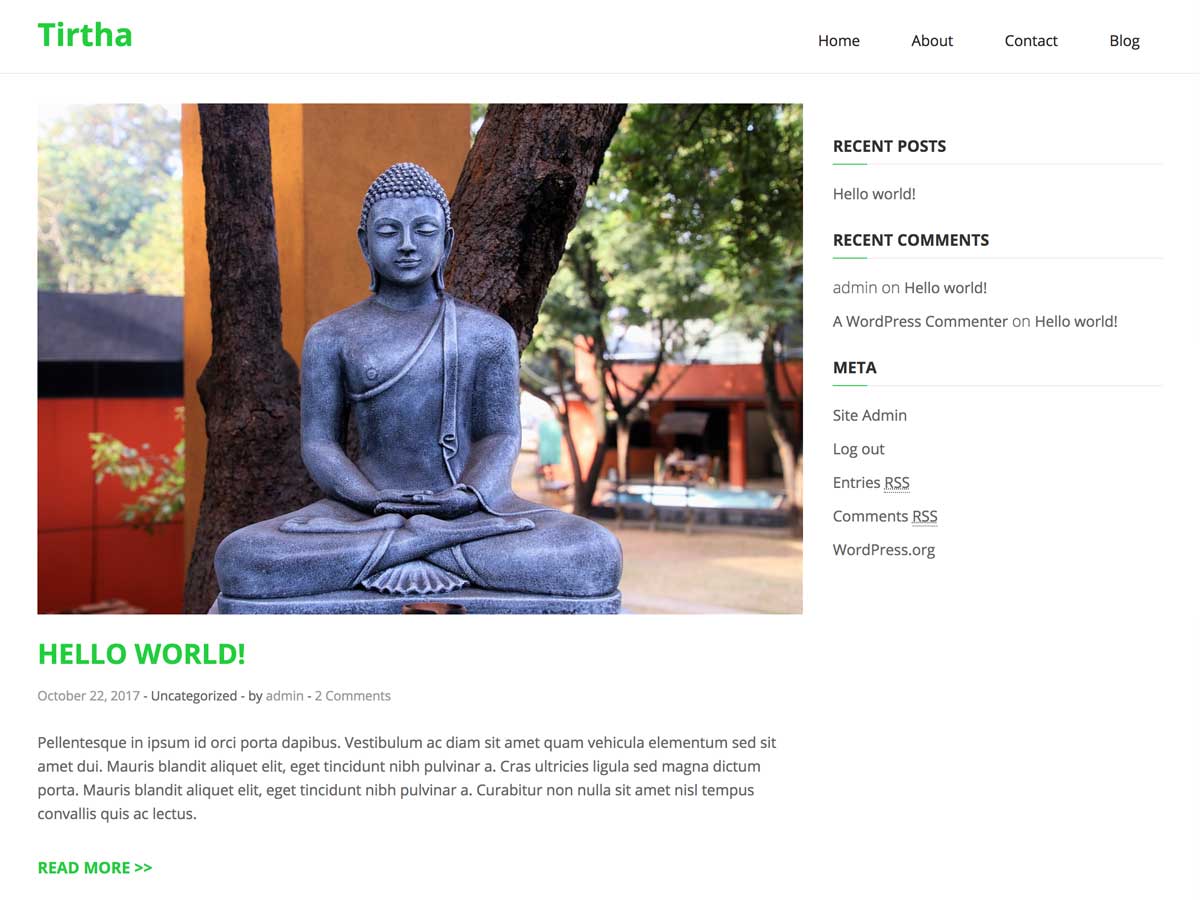 Tirtha
Home About Contact Blog
HELLO WORLD!
October 22, 2017 - Uncategorized - by admin - 2 Comments
Pellentesque in ipsum id orci porta dapibus. Vestibulum ac diam sit amet quam vehicula elementum sed sit
amet dui. Mauris blandit aliquet elit, eget tincidunt nibh pulvinar a. Cras ultricies ligula sed magna dictum
porta. Mauris blandit aliquet elit, eget tincidunt nibh pulvinar a. Curabitur non nulla sit amet nisl tempus
convallis quis ac lectus.
READ MORE >>
RECENT POSTS
Hello world!
RECENT COMMENTS
admin on Hello world!
A WordPress Commenter on Hello world!
META
Site Admin
Log out
Entries RSS
Comments RSS
WordPress.org